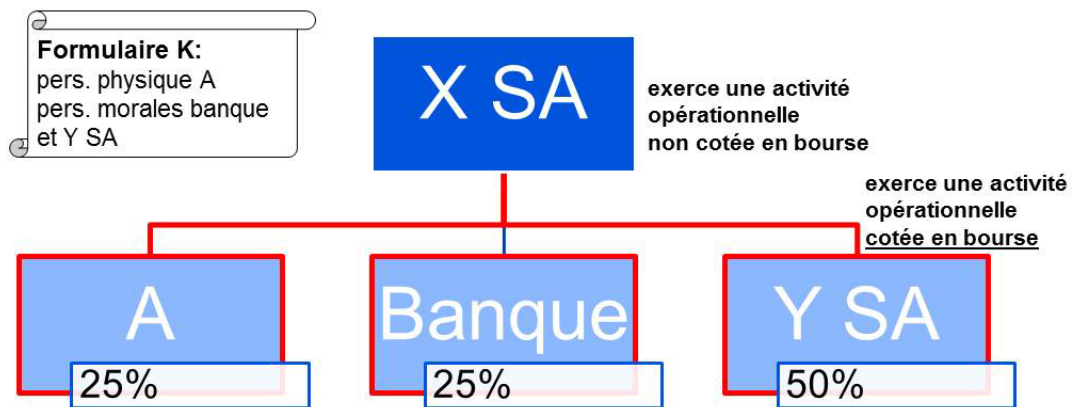 Formulaire K:
pers. physique A
pers. morales banque
et Y SA
X SA
exerce une activité
opérationnelle
non cotée en bourse
exerce une activité
opérationnelle
cotée en bourse
A
25%
Banque
25%
Y SA
50%